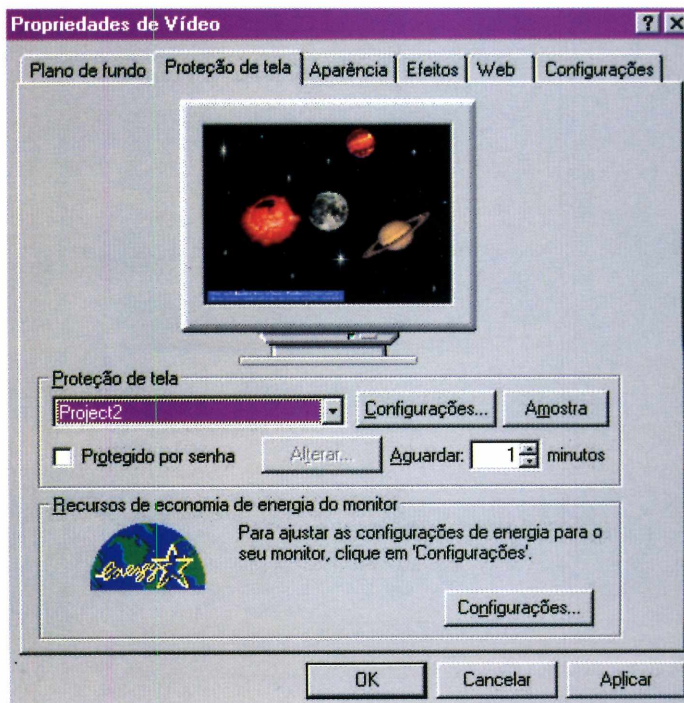 Propriedades de Vídeo
Plano de fundo Proteção de tela Aparência Efeitos Web Configurações
Proteção de tela
Project2 Configurações... Amostra
Protegido por senha Alterar... Aguardar: 1 minutos
Recursos de economia de energia do monitor
Para ajustar as configurações de energia para o
seu monitor, clique em 'Configurações'.
energy
Configurações...
OK Cancelar Aplicar